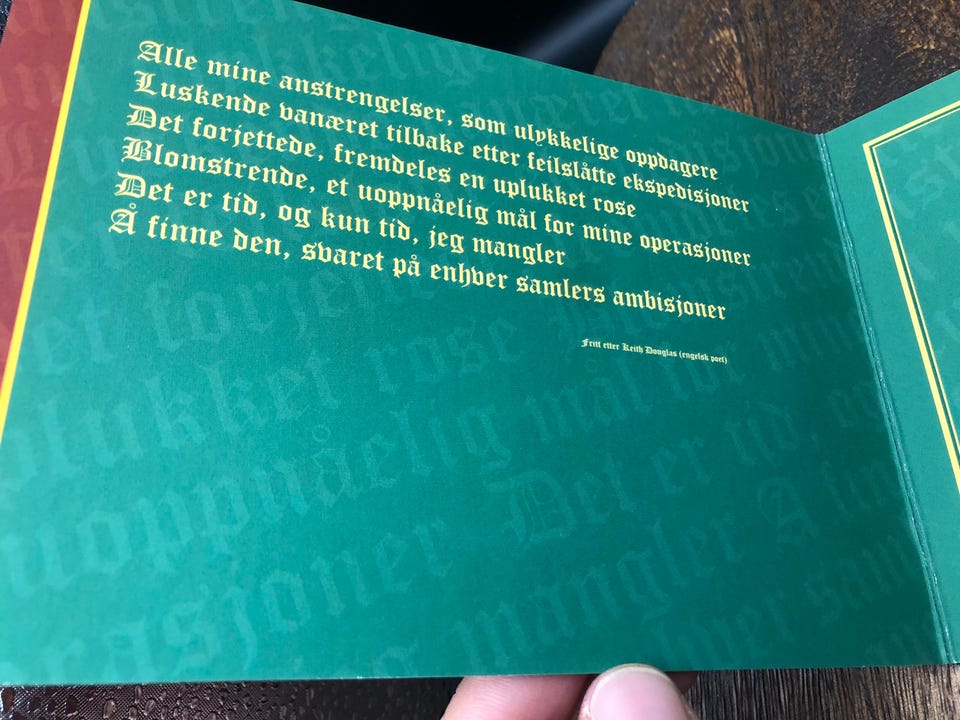 Alle mine anstrengelser, som ulykkelige oppdagere
Luskende vanæret tilbake etter feilslåtte ekspedisjoner
Det forjettede, fremdeles en uplukket rose
Blomstrende, et uoppnåelig mål for mine operasjoner
Det er tid, og kun tid, jeg mangler
Å finne den, svaret på enhver samlers ambisjoner
Fritt etter Keith Douglas (engelsk poet)